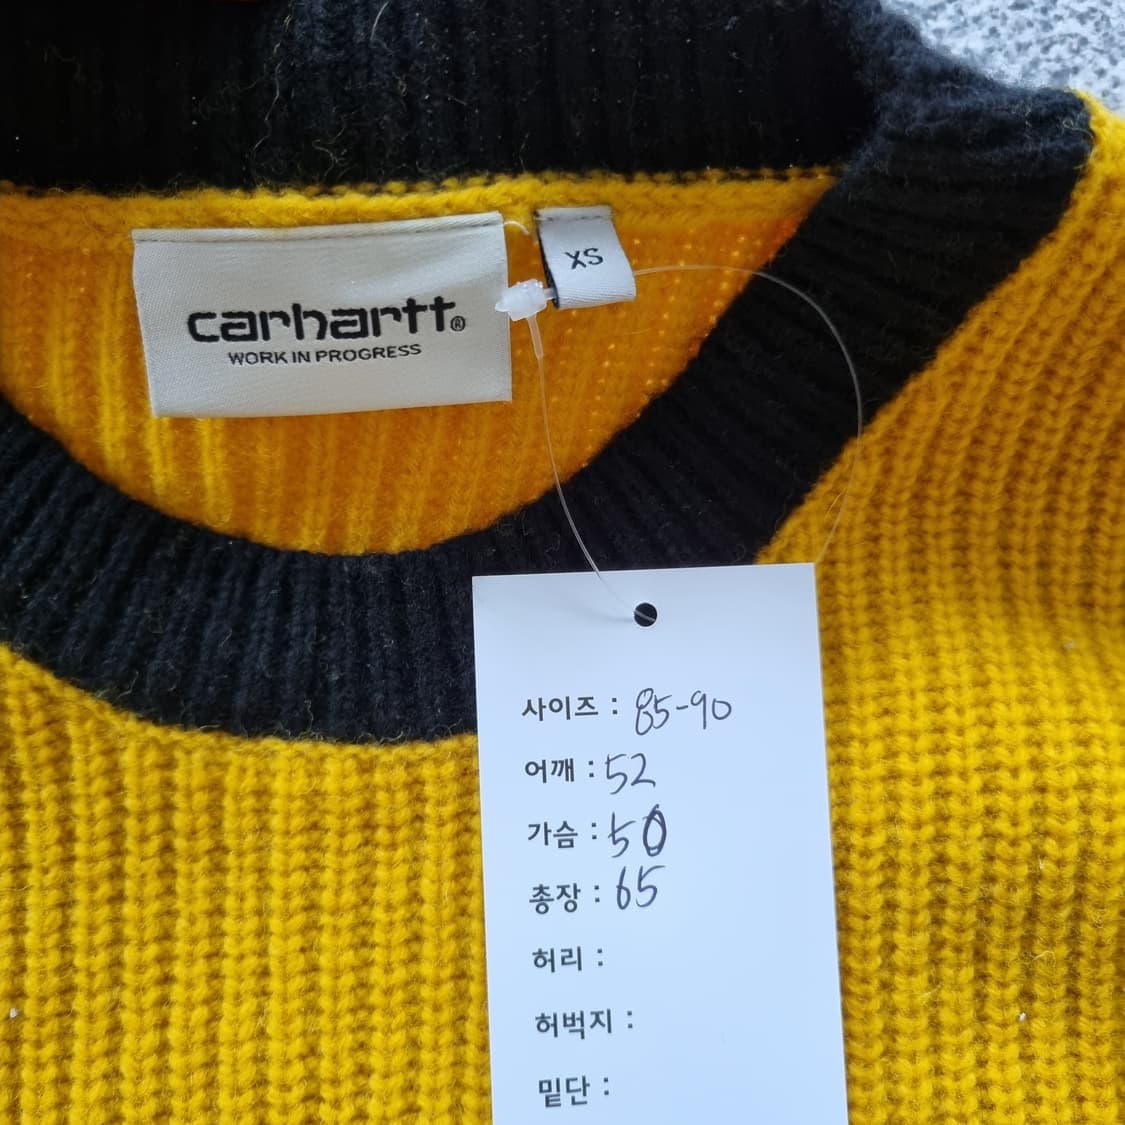 carhartt®
WORK IN PROGRESS
XS
사이즈 : 85-90
어깨 : 52
가슴 : 50
총장 : 65
허리 :
허벅지 :
밑단 :